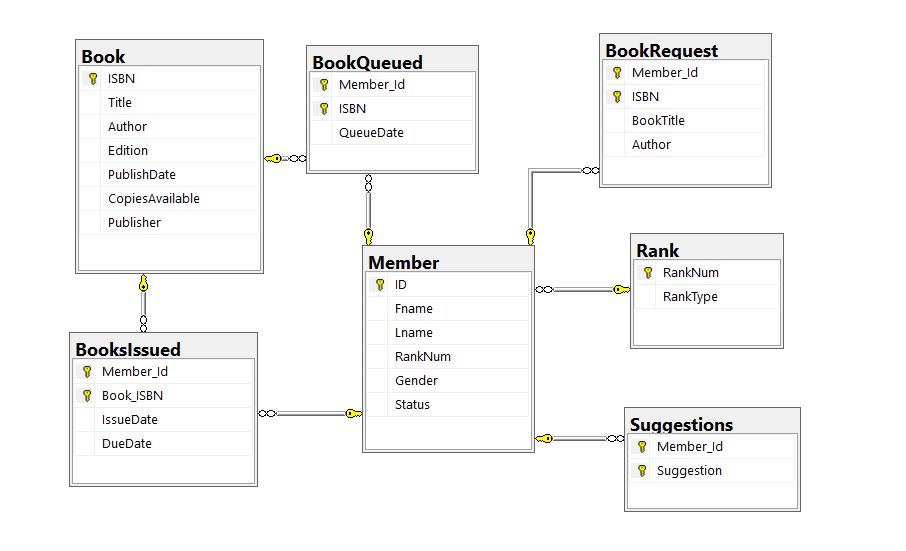 Book
ISBN
Title
Author
Edition
PublishDate
CopiesAvailable
Publisher
BookQueued
Member_Id
ISBN
QueueDate
BookRequest
Member_Id
ISBN
BookTitle
Author
Member
ID
Fname
Lname
RankNum
Gender
Status
Rank
RankNum
RankType
BooksIssued
Member_Id
Book_ISBN
IssueDate
DueDate
Suggestions
Member_Id
Suggestion